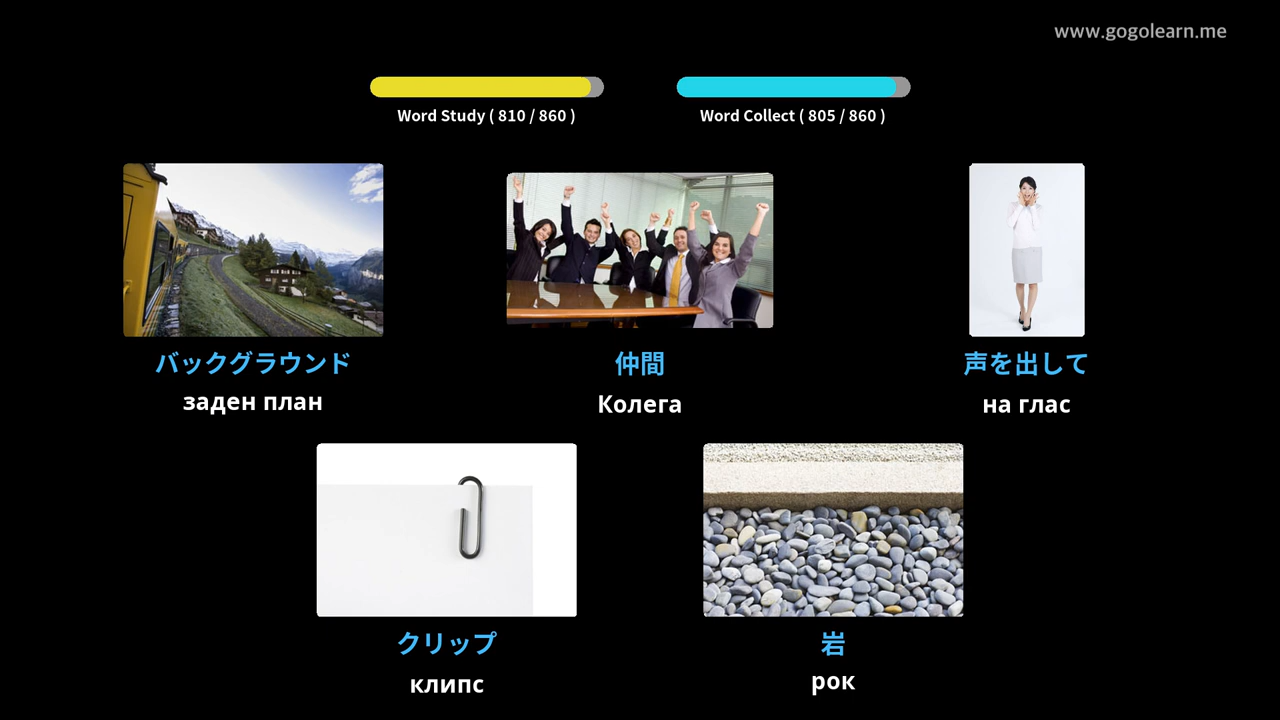 www.gogolearn.me
Word Study ( 810 / 860 )
Word Collect ( 805 / 860 )
バックグラウンド
заден план
仲間
Колега
声を出して
на глас
クリップ
клипс
岩
рок